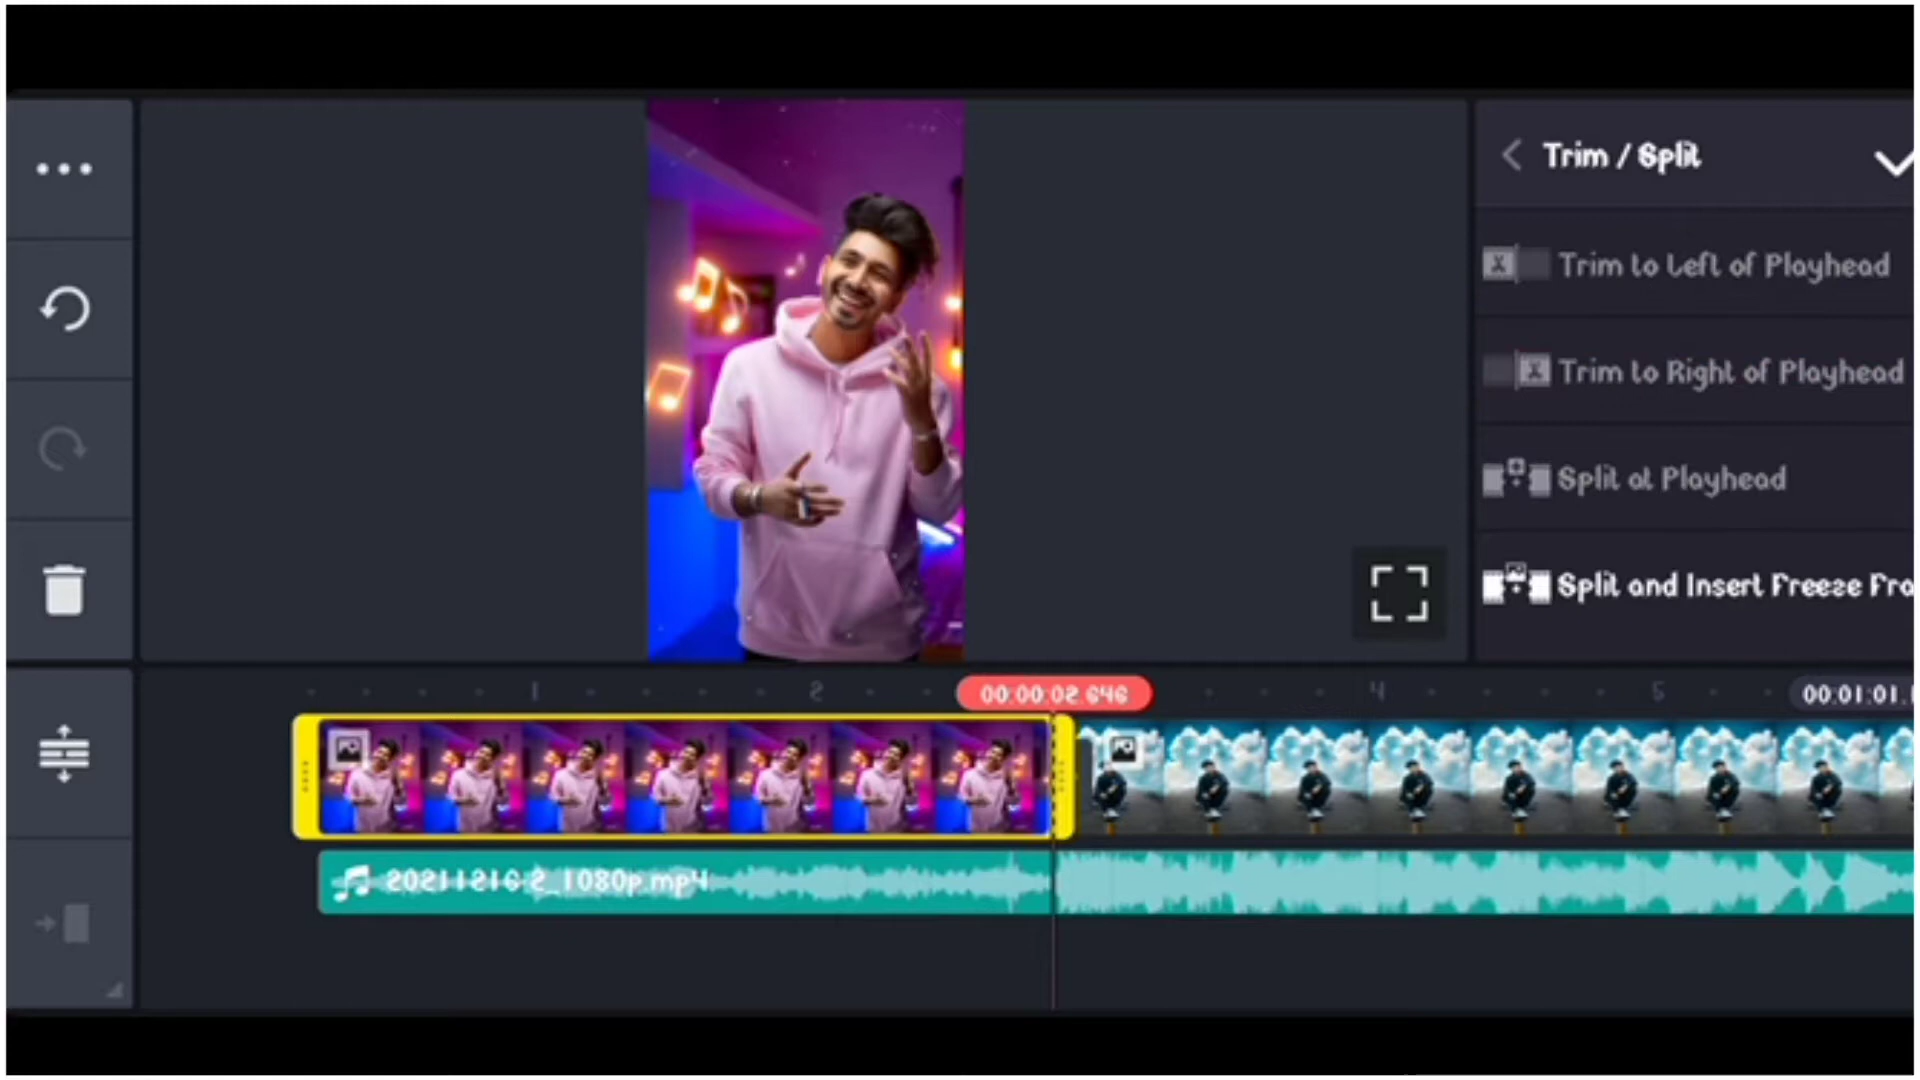 Trim / Split
Trim to Left of Playhead
Trim to Right of Playhead
Split at Playhead
Split and Insert Freeze Fra
1
2
00:00:02.646
4
5
00:01:01.
20211216-2_1080p.mp4